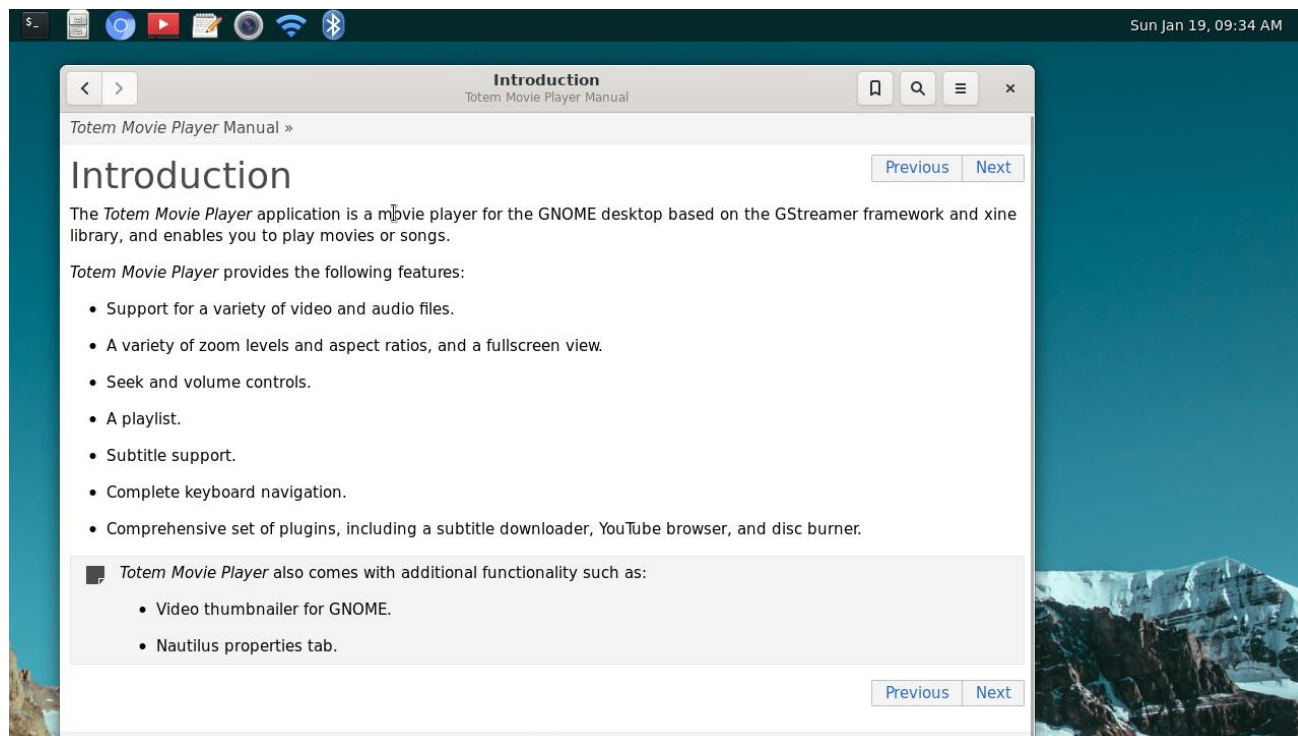 $_
Sun Jan 19, 09:34 AM
Introduction
Totem Movie Player Manual
Totem Movie Player Manual »
Introduction
Previous Next
The Totem Movie Player application is a movie player for the GNOME desktop based on the GStreamer framework and xine
library, and enables you to play movies or songs.
Totem Movie Player provides the following features:
• Support for a variety of video and audio files.
• A variety of zoom levels and aspect ratios, and a fullscreen view.
• Seek and volume controls.
• A playlist.
• Subtitle support.
• Complete keyboard navigation.
• Comprehensive set of plugins, including a subtitle downloader, YouTube browser, and disc burner.
Totem Movie Player also comes with additional functionality such as:
• Video thumbnailer for GNOME.
• Nautilus properties tab.
Previous Next